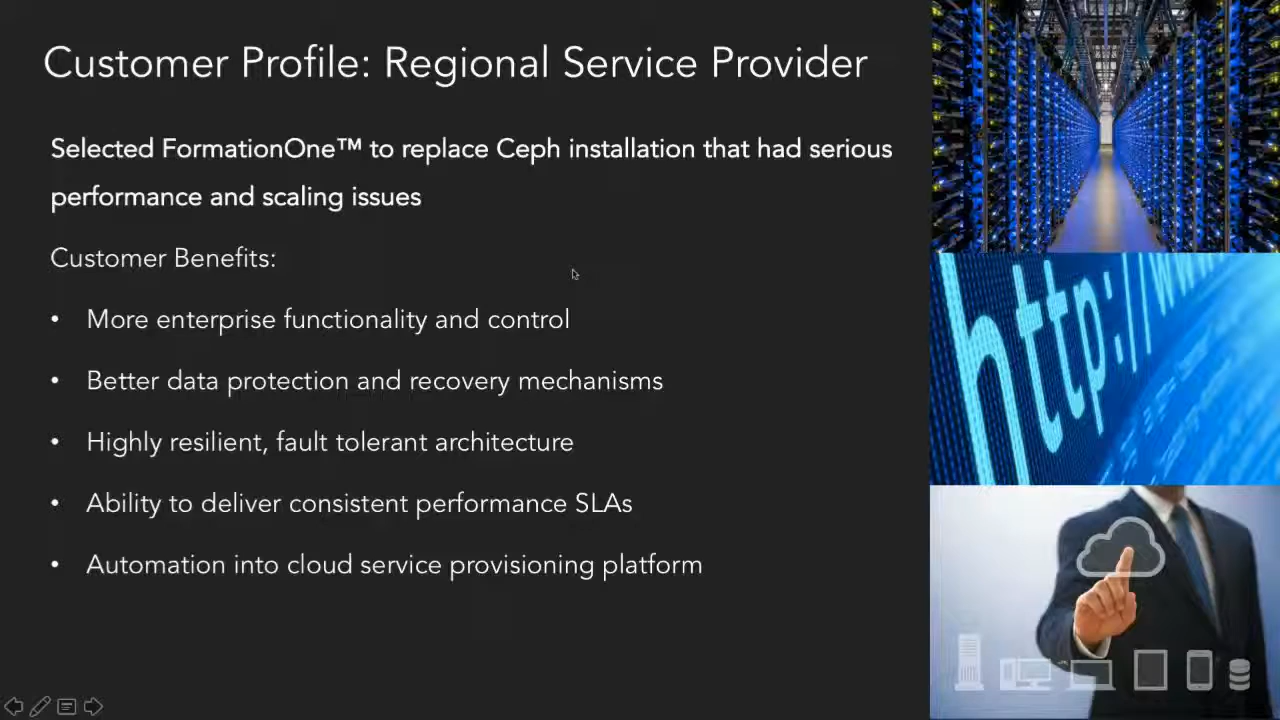 Customer Profile: Regional Service Provider
Selected FormationOne™ to replace Ceph installation that had serious
performance and scaling issues
Customer Benefits:
• More enterprise functionality and control
• Better data protection and recovery mechanisms
• Highly resilient, fault tolerant architecture
• Ability to deliver consistent performance SLAs
• Automation into cloud service provisioning platform
http://w